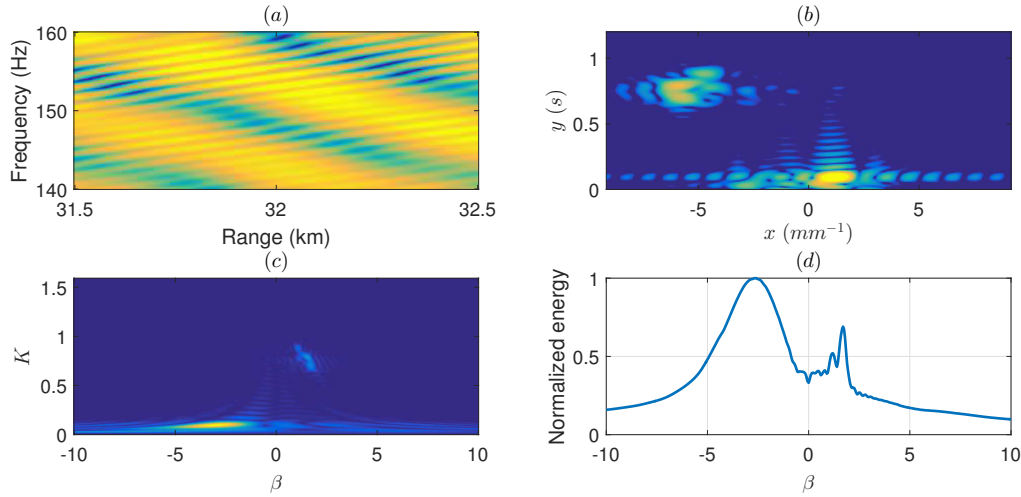 (a)
160
150
140
Frequency (Hz)
31.5 32 32.5
Range (km)
(b)
1
0.5
0
y (s)
-5 0 5
x (mm⁻¹)
(c)
1.5
1
0.5
0
K
-10 -5 0 5 10
β
(d)
1
0.5
0
Normalized energy
-10 -5 0 5 10
β